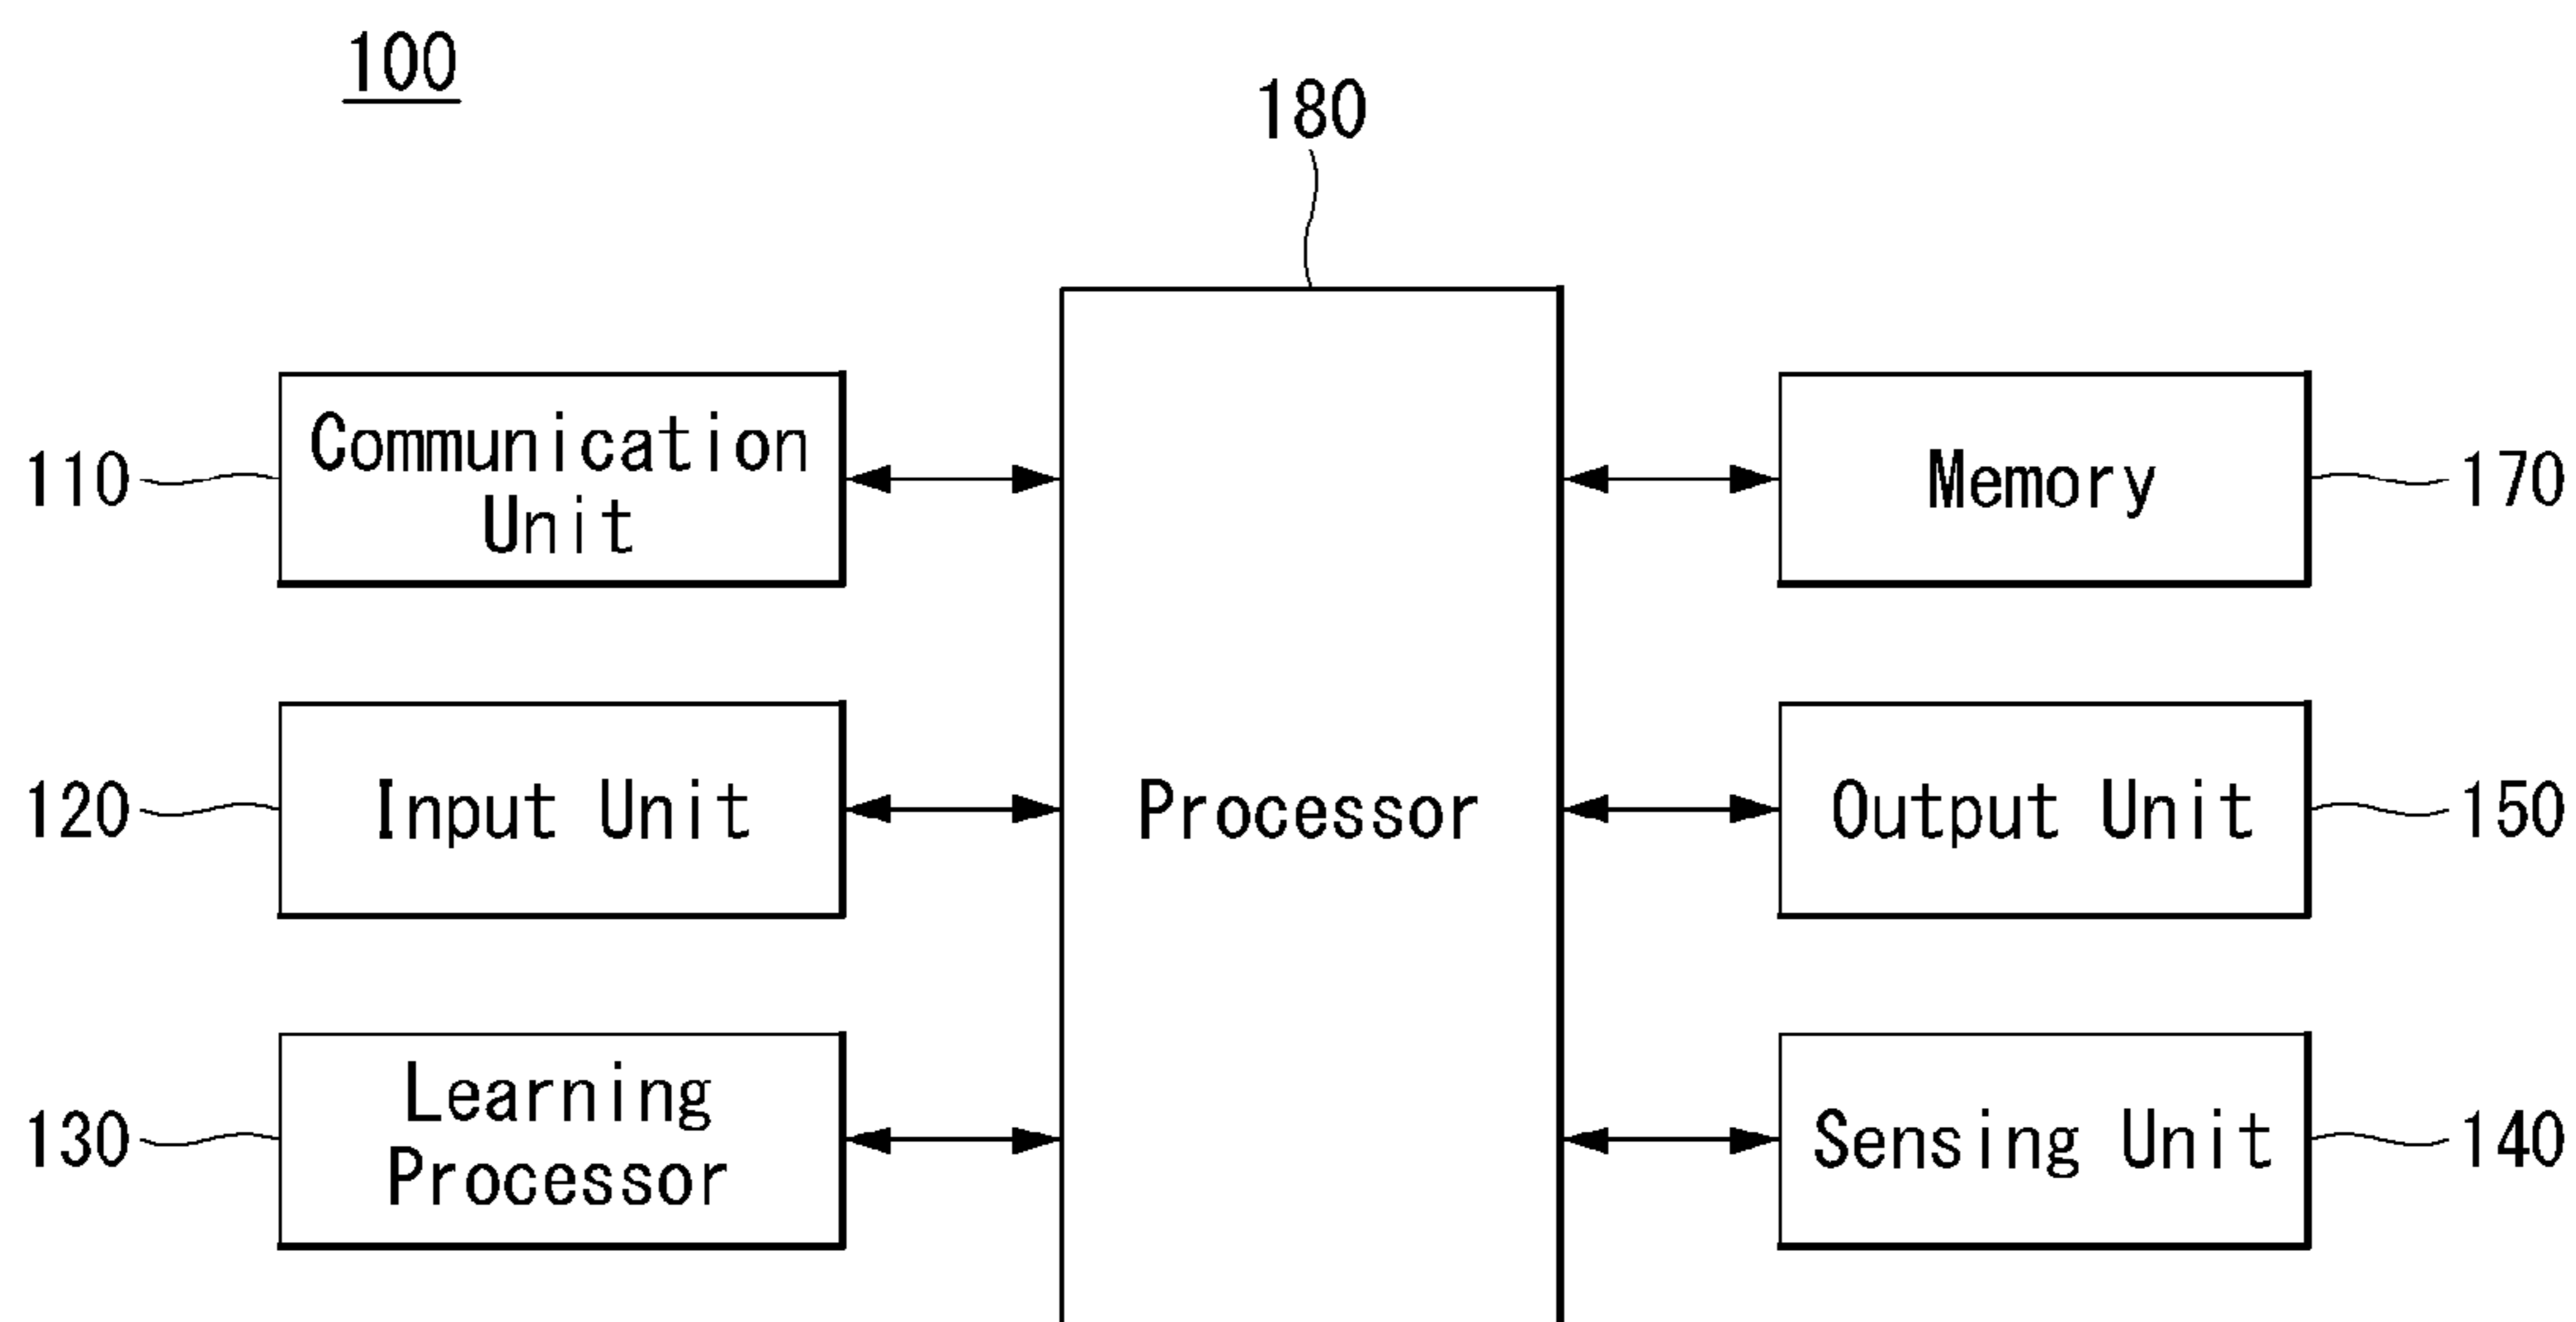 100
180
110
Communication
Unit
Memory
170
120
Input Unit
Processor
Output Unit
150
130
Learning
Processor
Sensing Unit
140